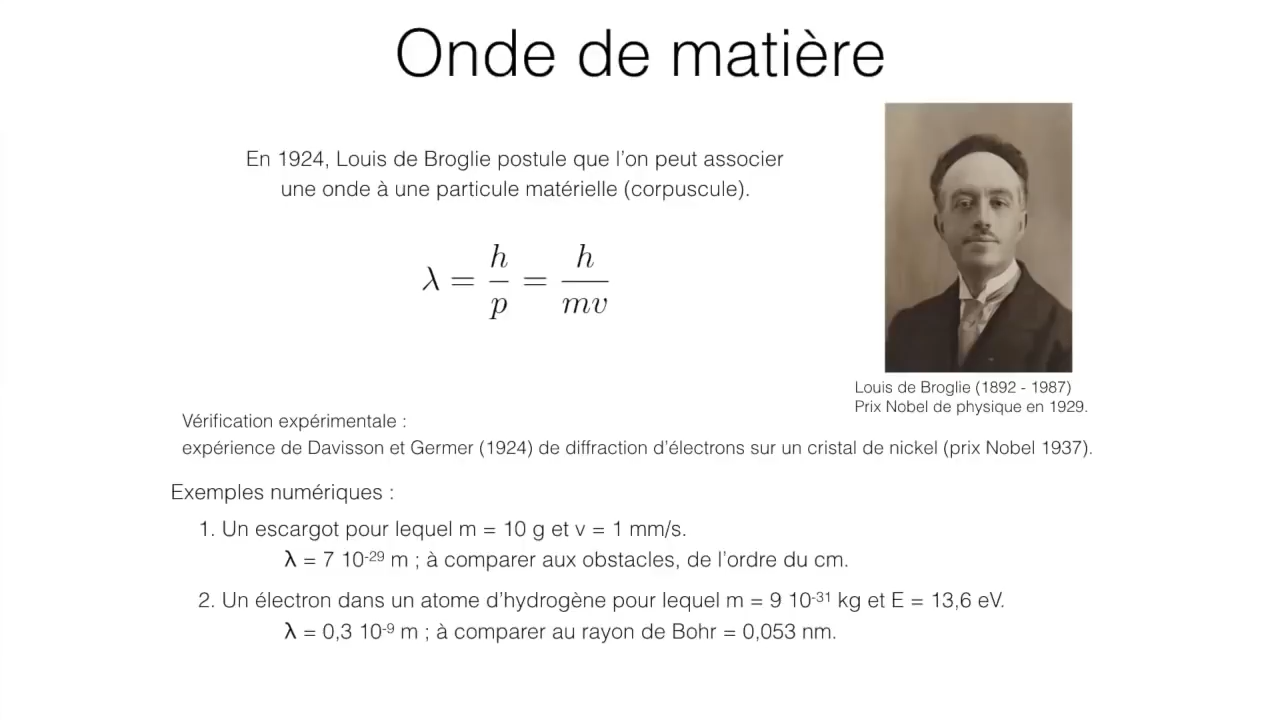 Onde de matière
En 1924, Louis de Broglie postule que l'on peut associer
une onde à une particule matérielle (corpuscule).
λ = h/p = h/mv
Louis de Broglie (1892 - 1987)
Prix Nobel de physique en 1929.
Vérification expérimentale :
expérience de Davisson et Germer (1924) de diffraction d'électrons sur un cristal de nickel (prix Nobel 1937).
Exemples numériques :
1. Un escargot pour lequel m = 10 g et v = 1 mm/s.
λ = 7 10⁻²⁹ m ; à comparer aux obstacles, de l'ordre du cm.
2. Un électron dans un atome d'hydrogène pour lequel m = 9 10⁻³¹ kg et E = 13,6 eV.
λ = 0,3 10⁻⁹ m ; à comparer au rayon de Bohr = 0,053 nm.